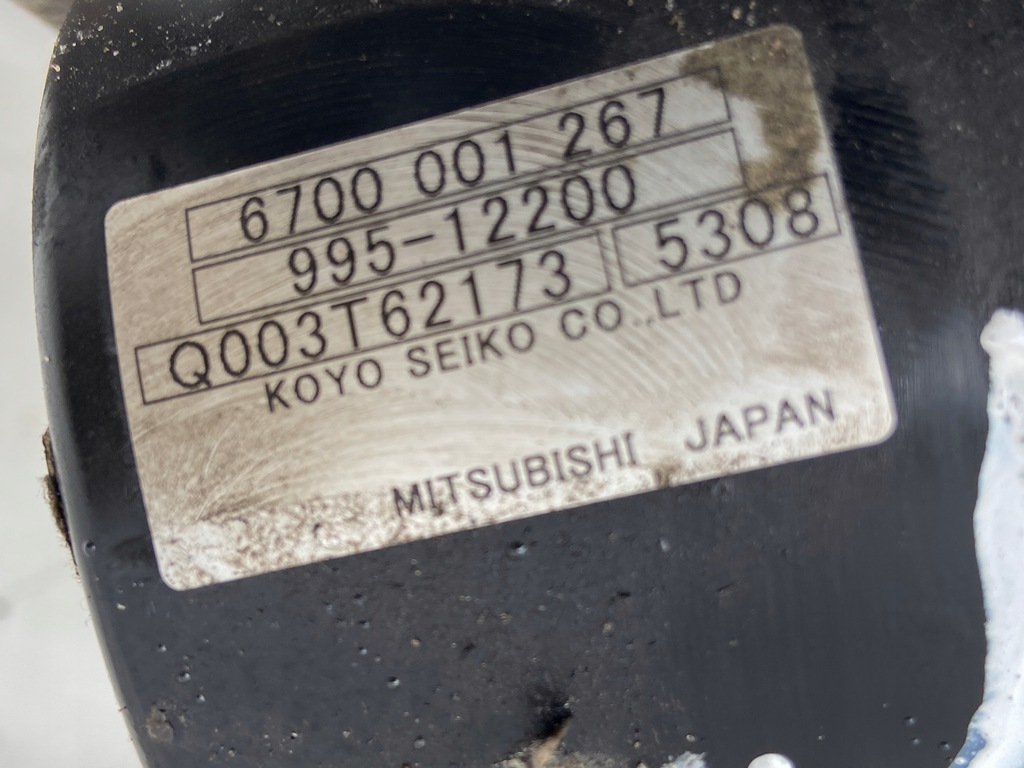 6700 001 267
995-12200
Q003T62173 5308
KOYO SEIKO CO.,LTD
MITSUBISHI JAPAN